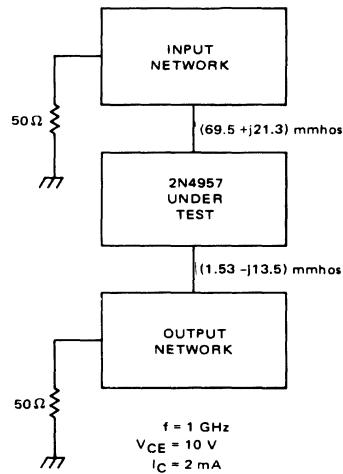 INPUT
NETWORK
50Ω
(69.5 +j21.3) mmhos
2N4957
UNDER
TEST
(1.53 -j13.5) mmhos
OUTPUT
NETWORK
50Ω
f = 1 GHz
VCE = 10 V
IC = 2 mA